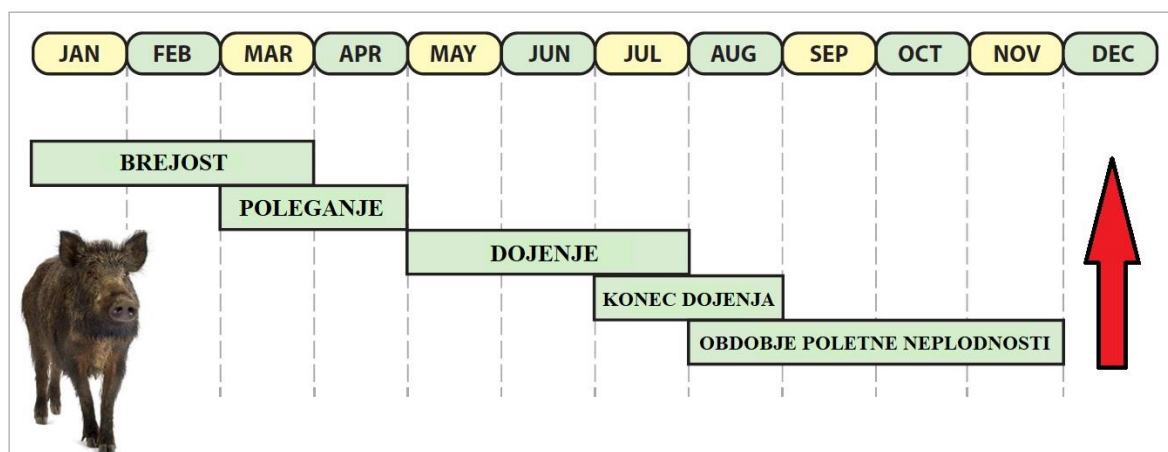 JAN FEB MAR APR MAY JUN JUL AUG SEP OCT NOV DEC
BREJOST
POLEGANJE
DOJENJE
KONEC DOJENJA
OBDOBJE POLETNE NEPLODNOSTI